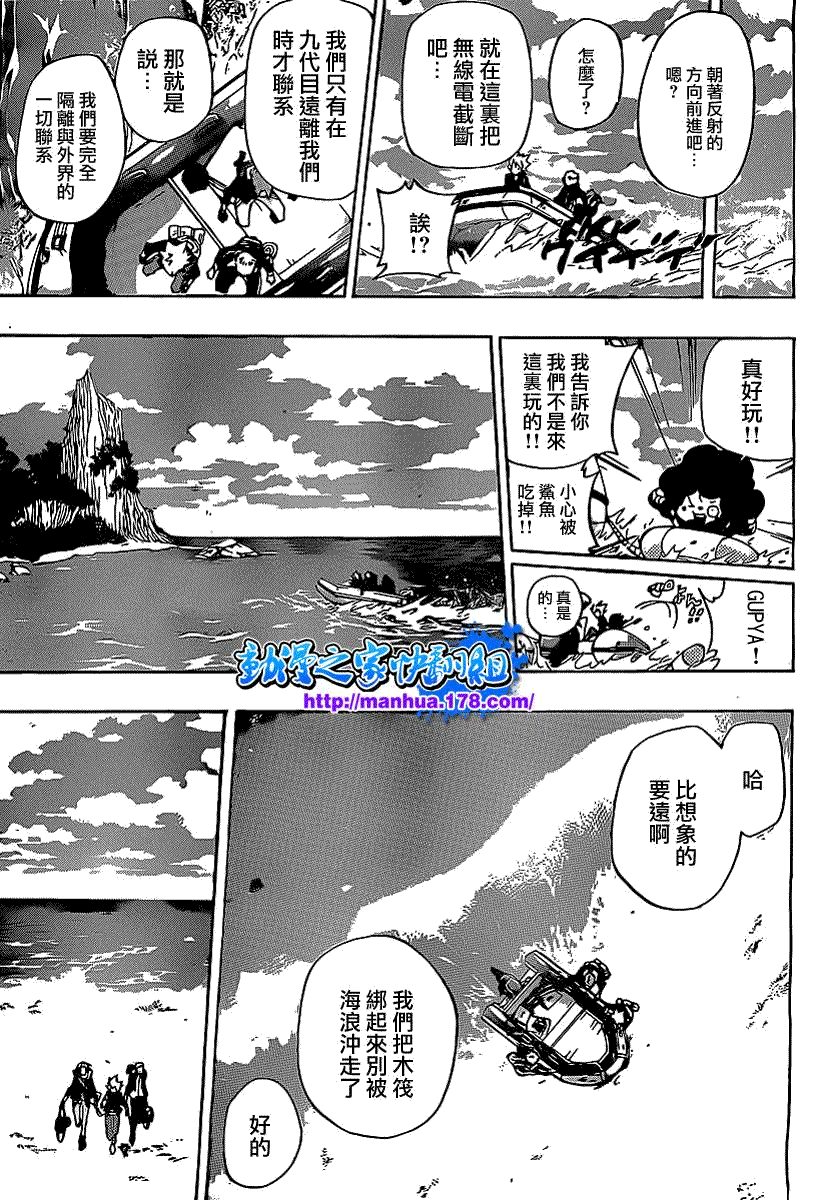 朝著反射的
方向前進吧…
嗯?
怎麼了?
就在這裏把
無線電截斷
吧…
誒!?
我們只有在
九代目遠離我們
時才聯系
那就是
説…
我們要完全
隔離與外界的
一切聯系
真好玩!!
我告訴你
我們不是來
這裏玩的!!
小心被
鯊魚
吃掉!!
GUPYA!
真是
的…
動漫之家快翻組
http://manhua.178.com/
哈
比想象的
要遠啊
我們把木筏
綁起來別被
海浪沖走了
好的